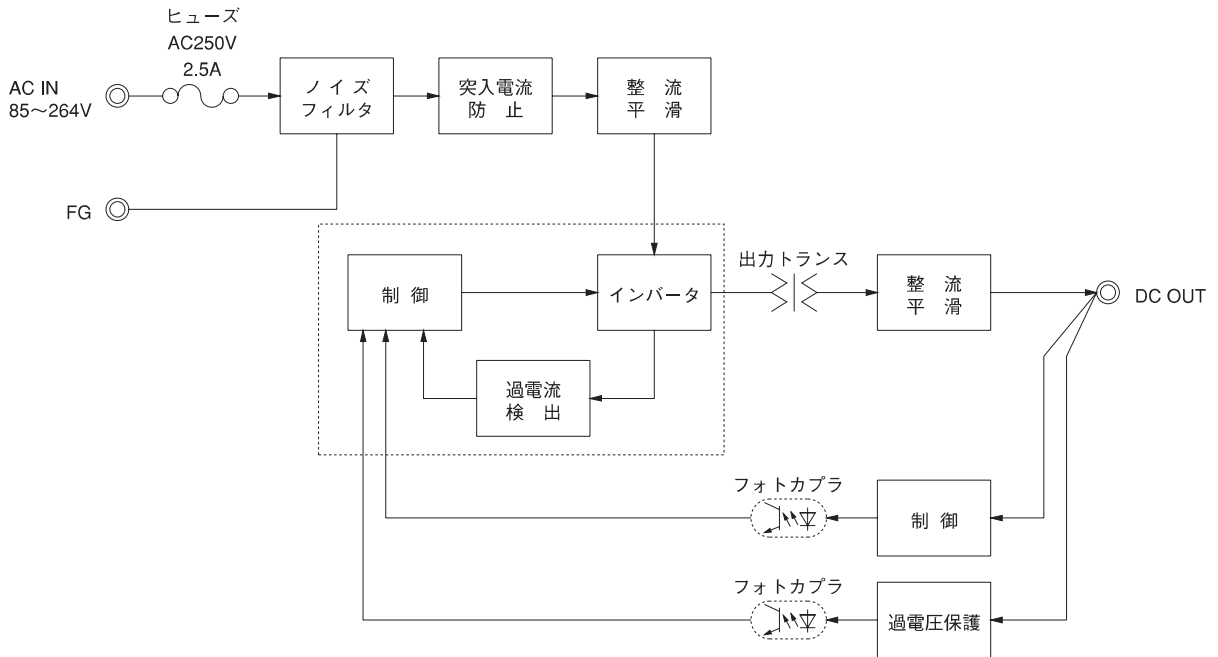 ヒューズ
AC250V
2.5A
AC IN
85～264V
ノイズ
フィルタ
突入電流
防 止
整 流
平 滑
FG
制 御
インバータ
出力トランス
整 流
平 滑
DC OUT
過電流
検 出
フォトカプラ
制 御
フォトカプラ
過電圧保護